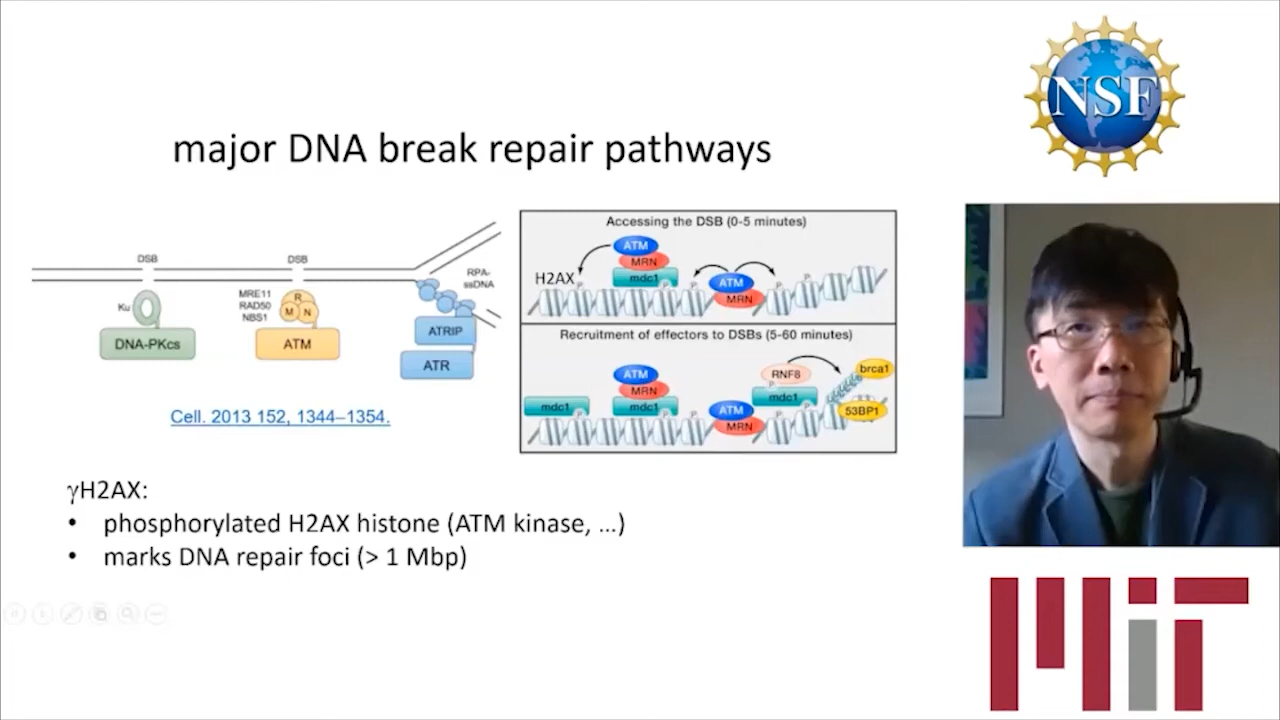 NSF
major DNA break repair pathways
DSB
DSB
RPA-
ssDNA
Ku
MRE11
RAD50
NBS1
R
M
N
DNA-PKcs
ATM
ATRIP
ATR
Cell. 2013 152, 1344–1354.
Accessing the DSB (0-5 minutes)
ATM
MRN
mdc1
H2AX
P
P
P
P
P
P
ATM
MRN
P
P
Recruitment of effectors to DSBs (5-60 minutes)
ATM
MRN
mdc1
mdc1
P
P
P
P
P
ATM
MRN
RNF8
P
mdc1
P
P
brca1
53BP1
γH2AX:
• phosphorylated H2AX histone (ATM kinase, ...)
• marks DNA repair foci (> 1 Mbp)
MIT